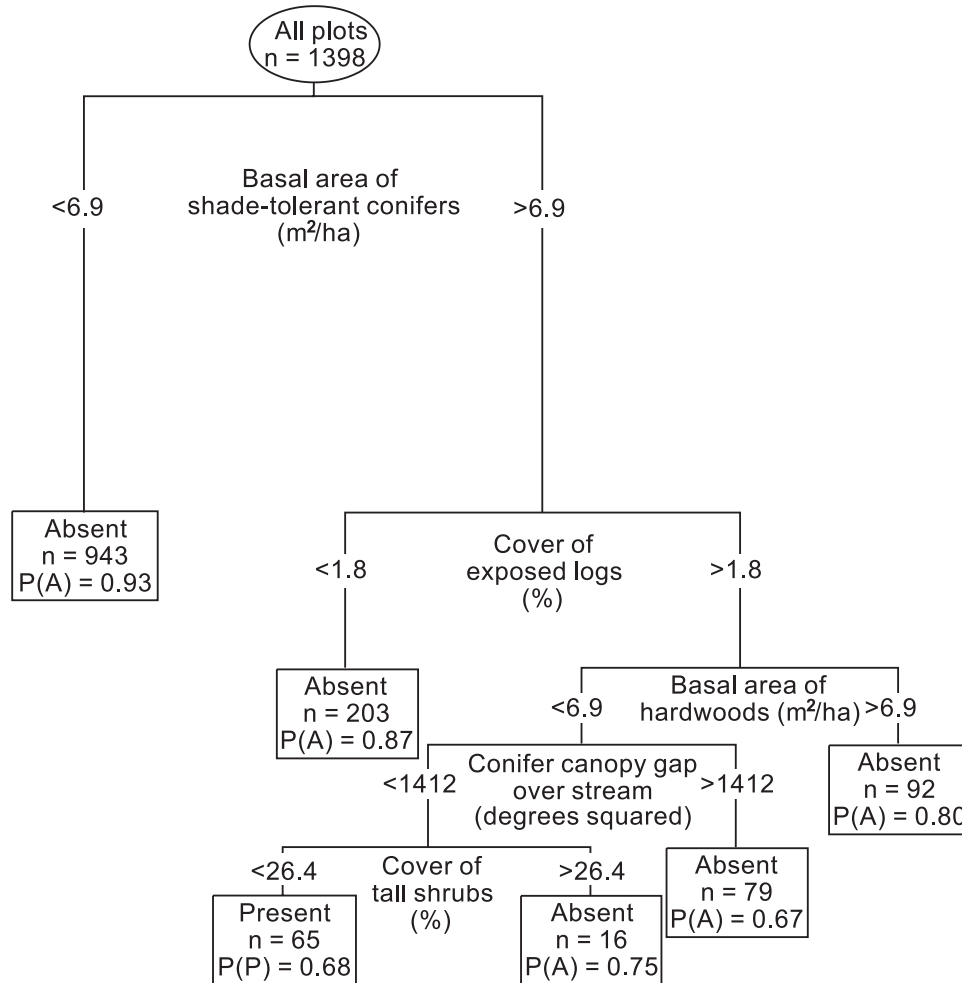 All plots
n = 1398
<6.9
Basal area of
shade-tolerant conifers
(m²/ha)
>6.9
Absent
n = 943
P(A) = 0.93
<1.8
Cover of
exposed logs
(%)
>1.8
Absent
n = 203
P(A) = 0.87
<6.9
Basal area of
hardwoods (m²/ha)
>6.9
<1412
Conifer canopy gap
over stream
(degrees squared)
>1412
Absent
n = 92
P(A) = 0.80
<26.4
Cover of
tall shrubs
(%)
>26.4
Absent
n = 79
P(A) = 0.67
Present
n = 65
P(P) = 0.68
Absent
n = 16
P(A) = 0.75